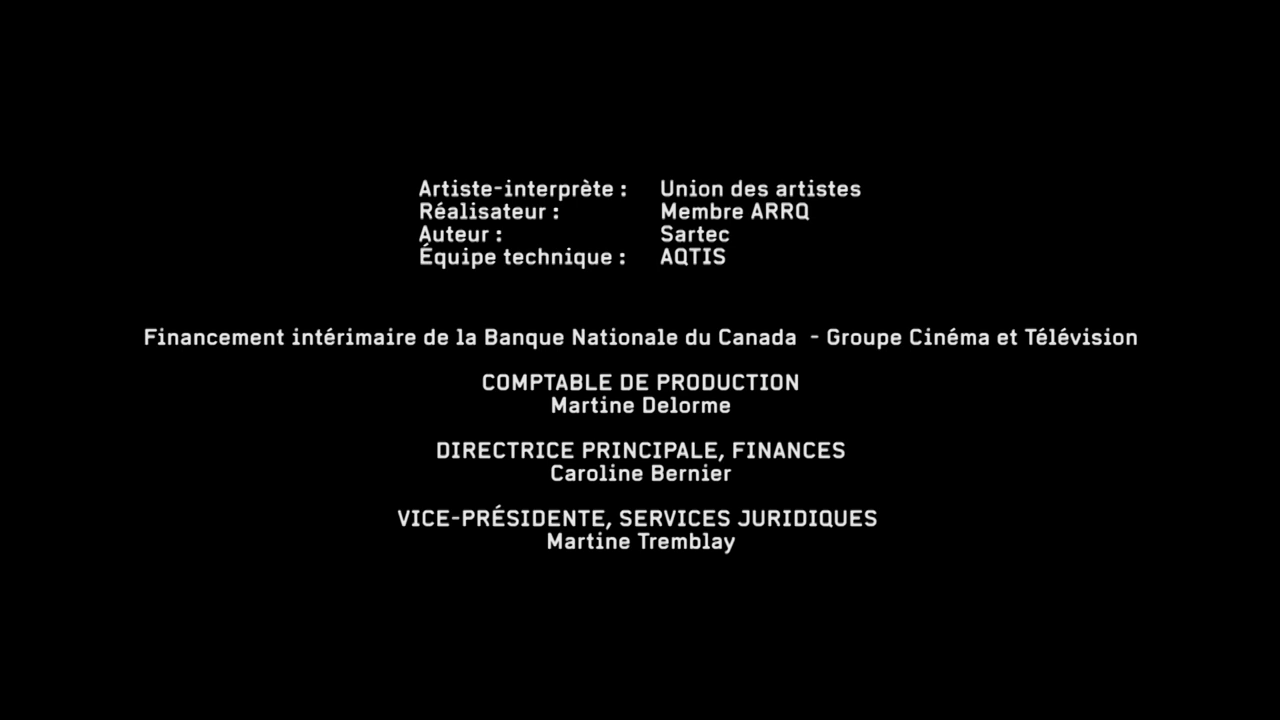 Artiste-interprète : Union des artistes
Réalisateur : Membre ARRQ
Auteur : Sartec
Équipe technique : AQTIS
Financement intérimaire de la Banque Nationale du Canada - Groupe Cinéma et Télévision
COMPTABLE DE PRODUCTION
Martine Delorme
DIRECTRICE PRINCIPALE, FINANCES
Caroline Bernier
VICE-PRÉSIDENTE, SERVICES JURIDIQUES
Martine Tremblay